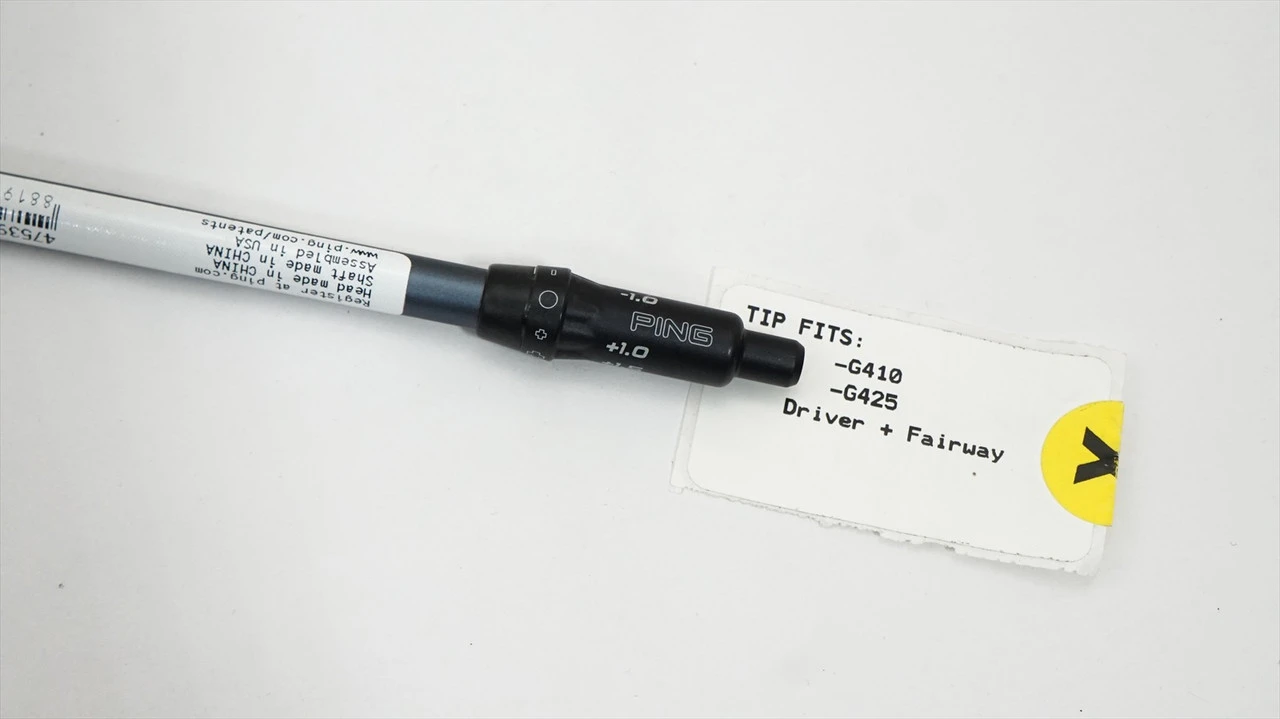 8819
47539
www.ping.com/patents
Assembled in USA
Shaft made in CHINA
Head made in CHINA
Register at ping.com
-1.0
PING
+1.0
TIP FITS:
-G410
-G425
Driver + Fairway